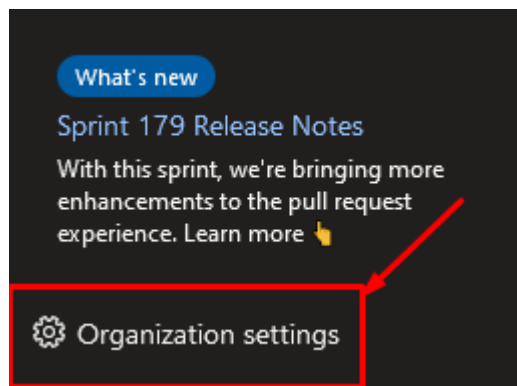 What's new
Sprint 179 Release Notes
With this sprint, we're bringing more
enhancements to the pull request
experience. Learn more 👆
Organization settings